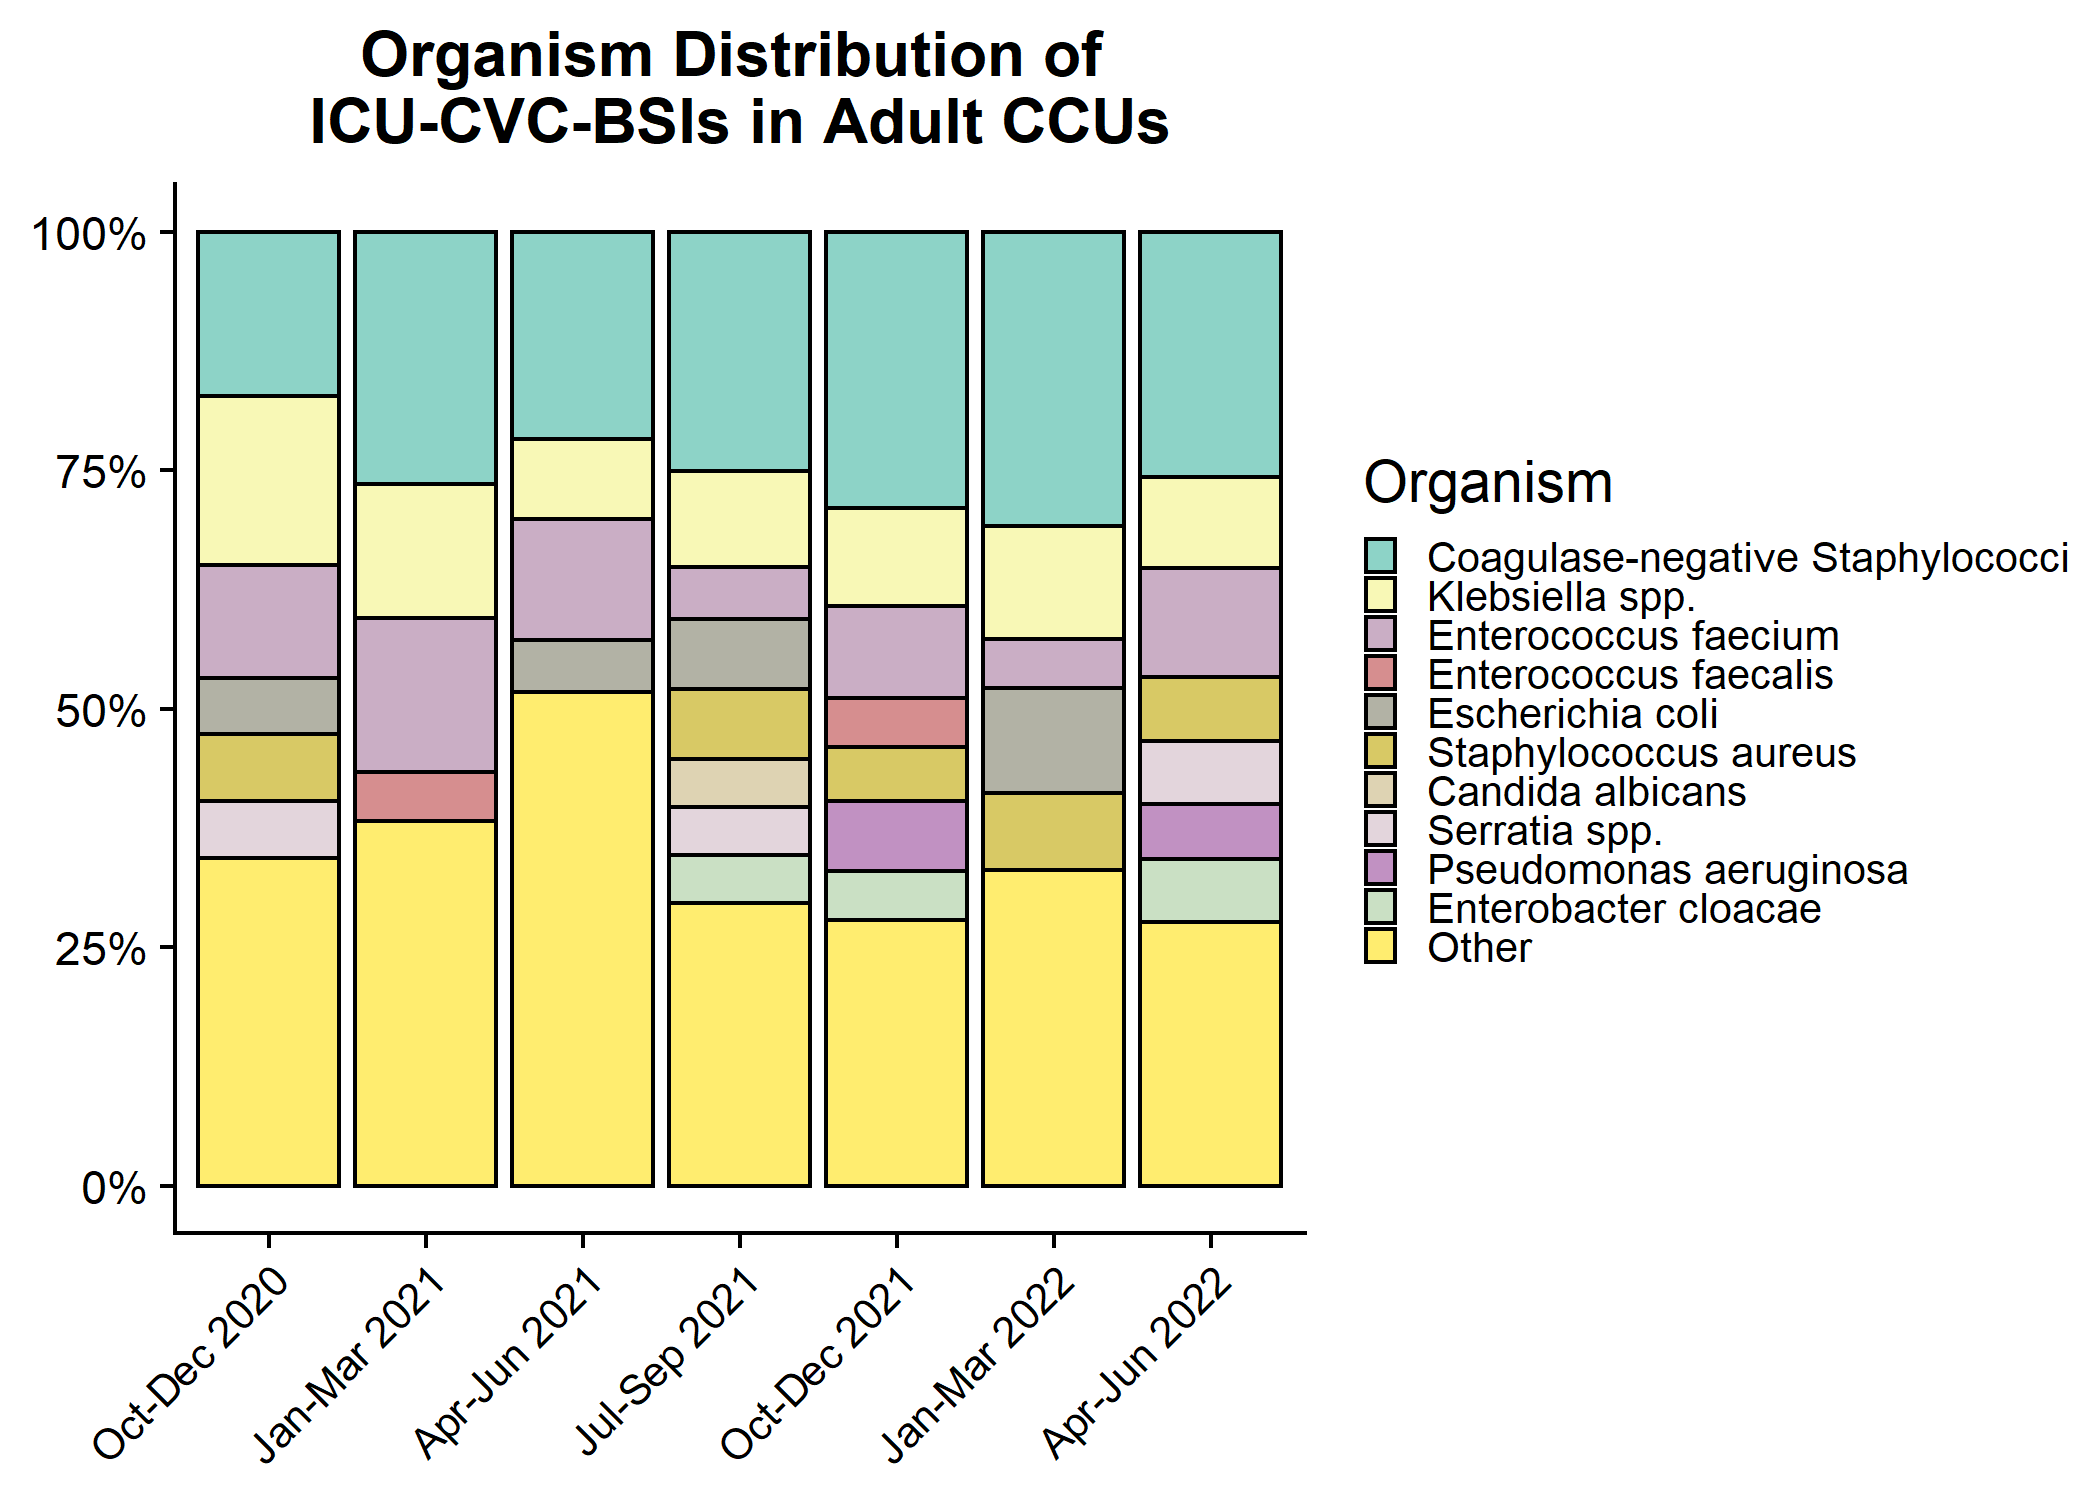 Organism Distribution of
ICU-CVC-BSIs in Adult CCUs
100%
75%
50%
25%
0%
Oct-Dec 2020
Jan-Mar 2021
Apr-Jun 2021
Jul-Sep 2021
Oct-Dec 2021
Jan-Mar 2022
Apr-Jun 2022
Organism
Coagulase-negative Staphylococci
Klebsiella spp.
Enterococcus faecium
Enterococcus faecalis
Escherichia coli
Staphylococcus aureus
Candida albicans
Serratia spp.
Pseudomonas aeruginosa
Enterobacter cloacae
Other